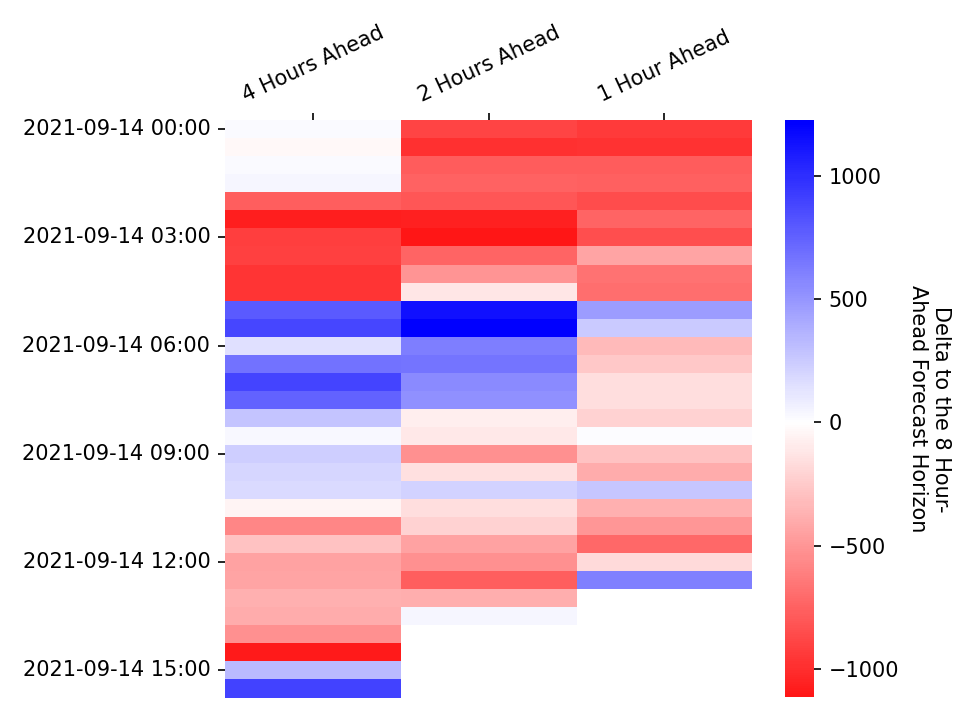 4 Hours Ahead
2 Hours Ahead
1 Hour Ahead
2021-09-14 00:00
2021-09-14 03:00
2021-09-14 06:00
2021-09-14 09:00
2021-09-14 12:00
2021-09-14 15:00
1000
500
0
−500
−1000
Delta to the 8 Hour-
Ahead Forecast Horizon